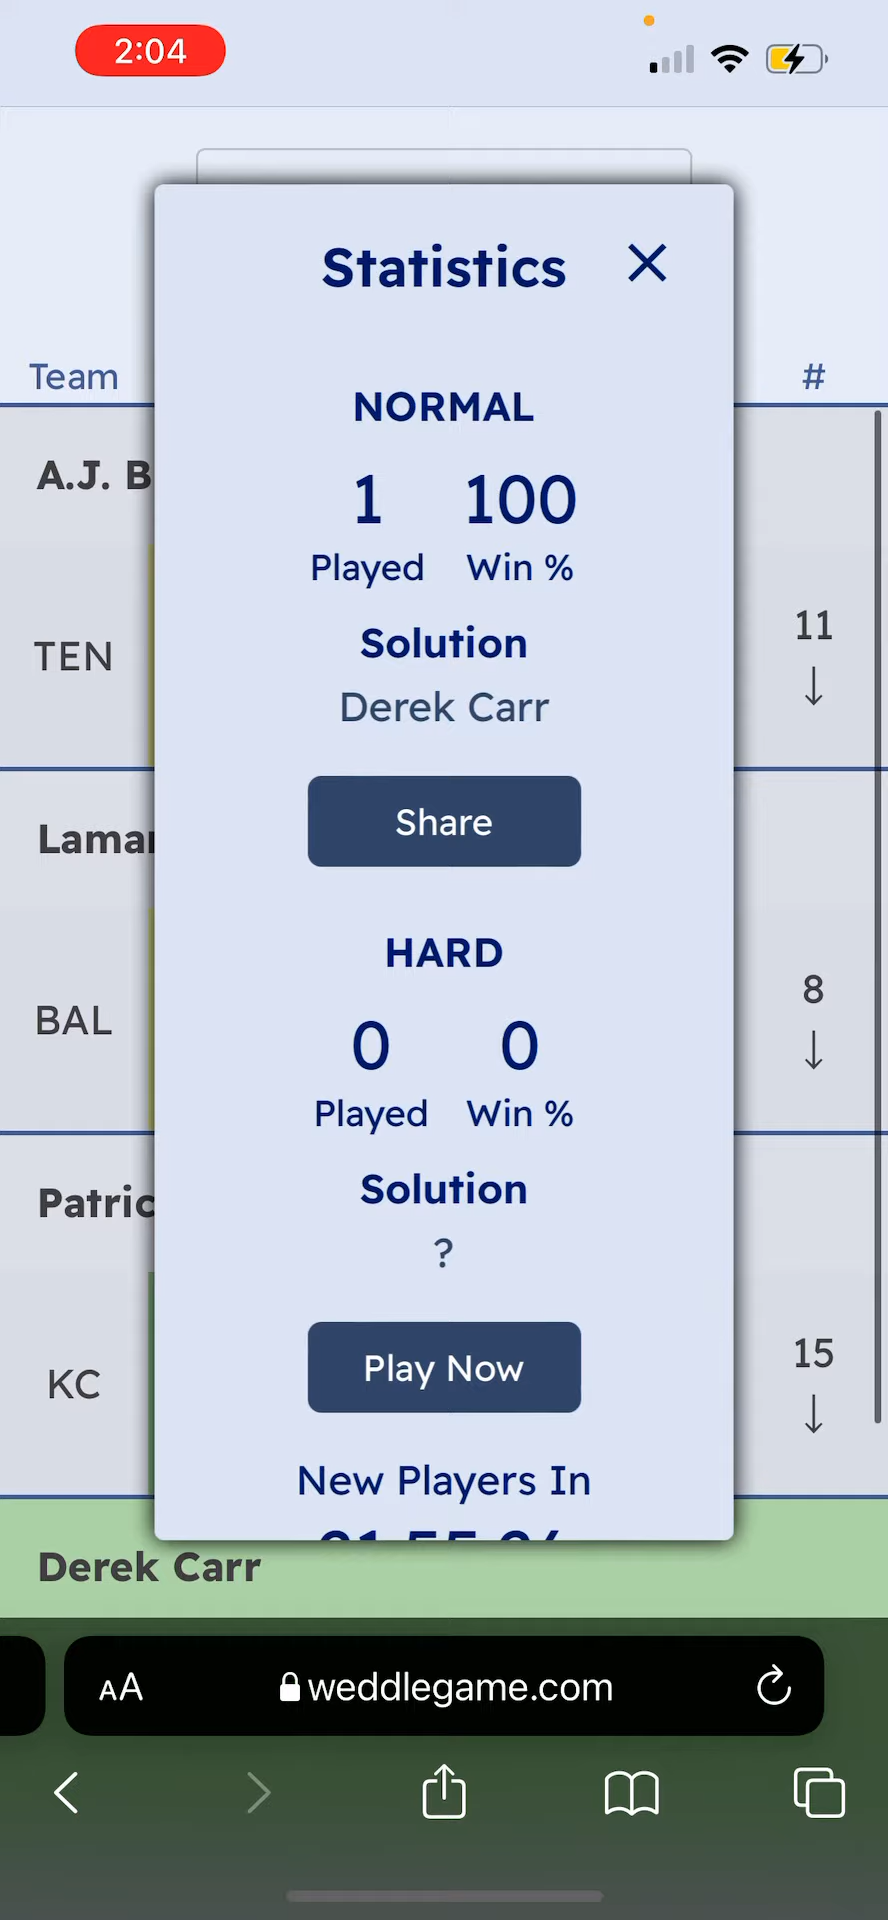 2:04
Statistics
Team
#
NORMAL
A.J. B
1 100
Played Win %
11
↓
TEN
Solution
Derek Carr
Share
Lamar
HARD
8
↓
BAL
0 0
Played Win %
Solution
Patric
?
15
↓
KC
Play Now
New Players In
Derek Carr
AA
weddlegame.com